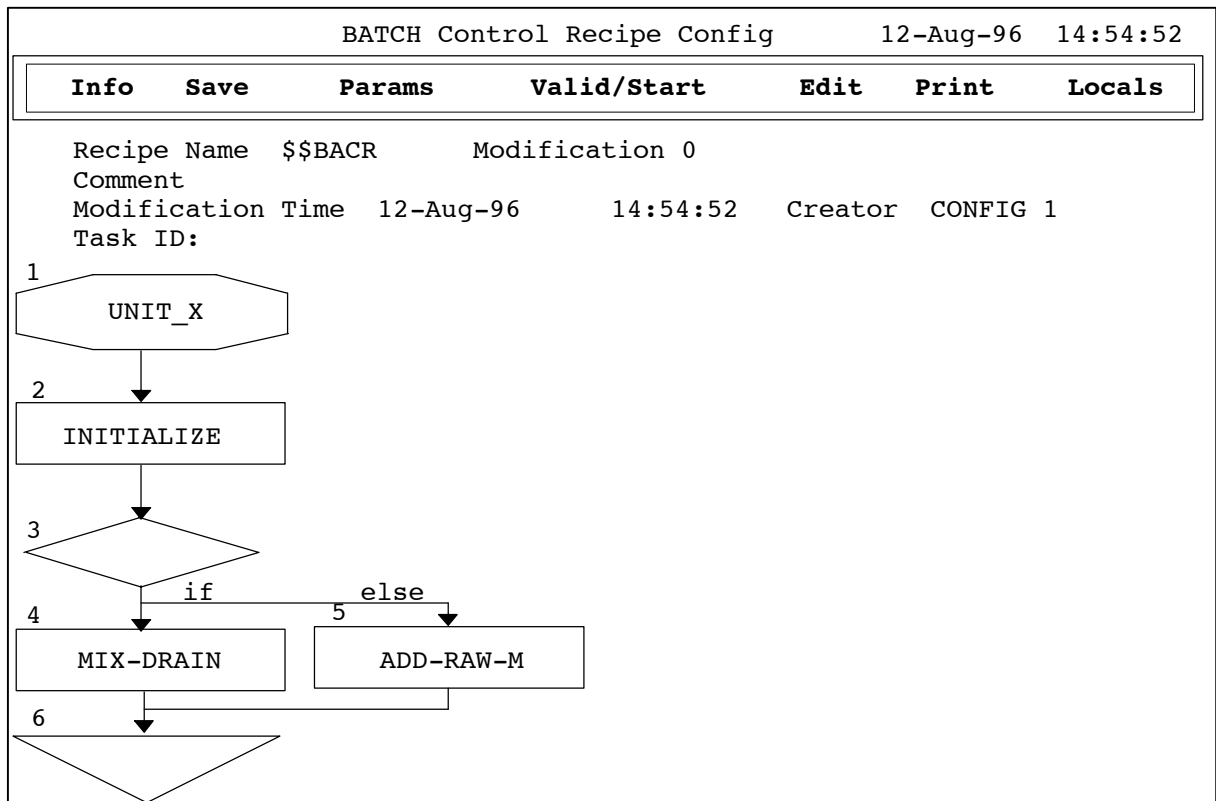 BATCH Control Recipe Config 12-Aug-96 14:54:52
Info Save Params Valid/Start Edit Print Locals
Recipe Name $$BACR Modification 0
Comment
Modification Time 12-Aug-96 14:54:52 Creator CONFIG 1
Task ID:
1
UNIT_X
2
INITIALIZE
3
if else
4 5
MIX-DRAIN ADD-RAW-M
6